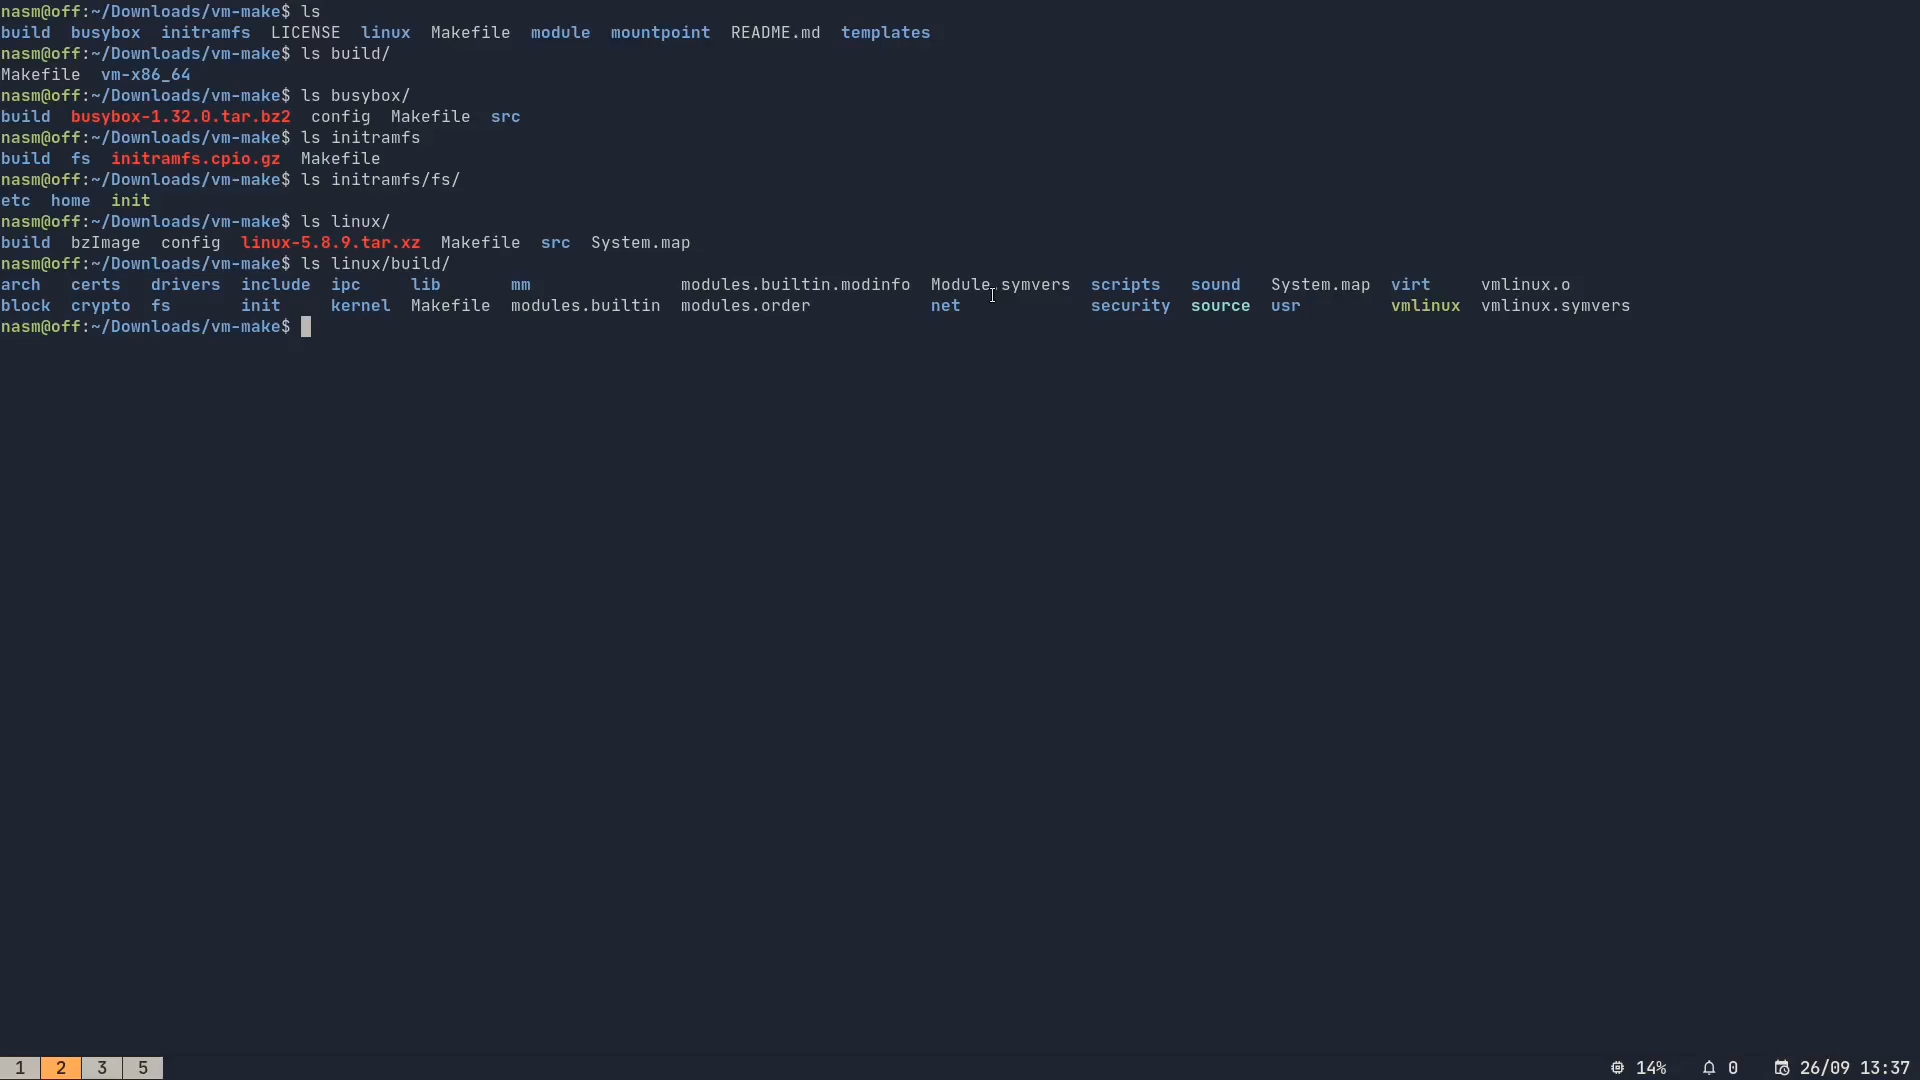 nasm@off:~/Downloads/vm-make$ ls
build  busybox  initramfs  LICENSE  linux  Makefile  module  mountpoint  README.md  templates
nasm@off:~/Downloads/vm-make$ ls build/
Makefile  vm-x86_64
nasm@off:~/Downloads/vm-make$ ls busybox/
build  busybox-1.32.0.tar.bz2  config  Makefile  src
nasm@off:~/Downloads/vm-make$ ls initramfs
build  fs  initramfs.cpio.gz  Makefile
nasm@off:~/Downloads/vm-make$ ls initramfs/fs/
etc  home  init
nasm@off:~/Downloads/vm-make$ ls linux/
build  bzImage  config  linux-5.8.9.tar.xz  Makefile  src  System.map
nasm@off:~/Downloads/vm-make$ ls linux/build/
arch   certs   drivers  include  ipc     lib       mm               modules.builtin.modinfo  Module.symvers  scripts   sound   System.map  virt     vmlinux.o
block  crypto  fs       init     kernel  Makefile  modules.builtin  modules.order            net             security  source  usr         vmlinux  vmlinux.symvers
nasm@off:~/Downloads/vm-make$
1 2 3 5 14% 0 26/09 13:37